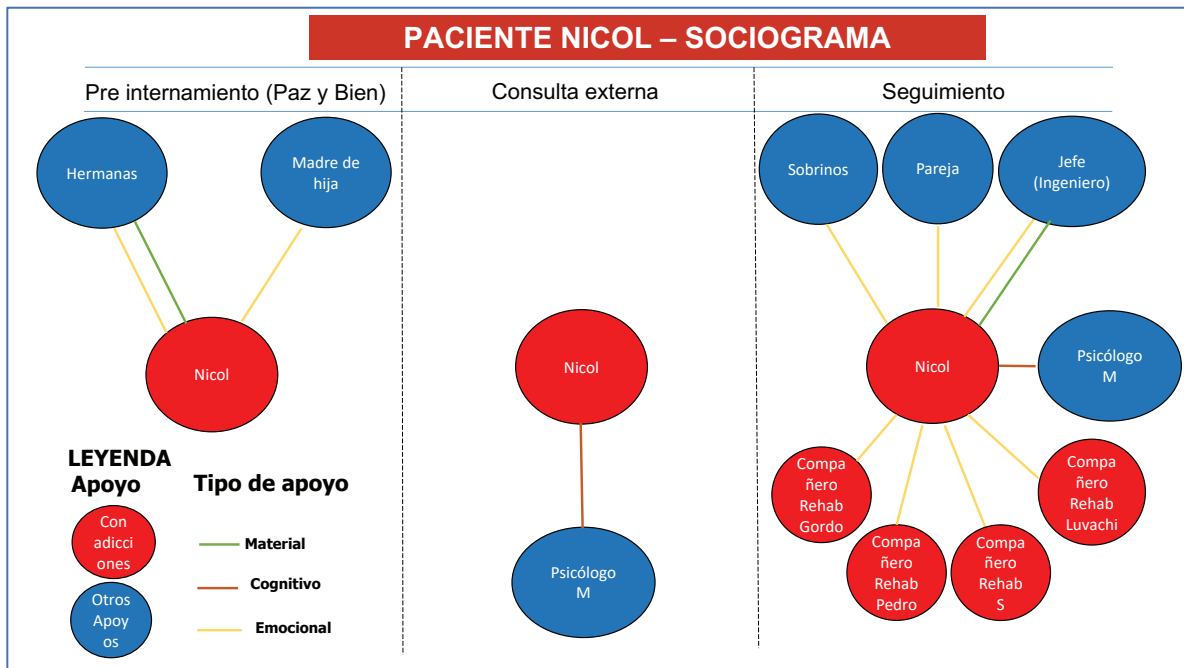 PACIENTE NICOL – SOCIOGRAMA
Pre internamiento (Paz y Bien)
Consulta externa
Seguimiento
Hermanas
Madre de
hija
Nicol
LEYENDA
Apoyo
Tipo de apoyo
Con
adicci
ones
Otros
Apoy
os
Material
Cognitivo
Emocional
Nicol
Psicólogo
M
Sobrinos
Pareja
Jefe
(Ingeniero)
Nicol
Psicólogo
M
Compa
ñero
Rehab
Gordo
Compa
ñero
Rehab
Pedro
Compa
ñero
Rehab
S
Compa
ñero
Rehab
Luvachi